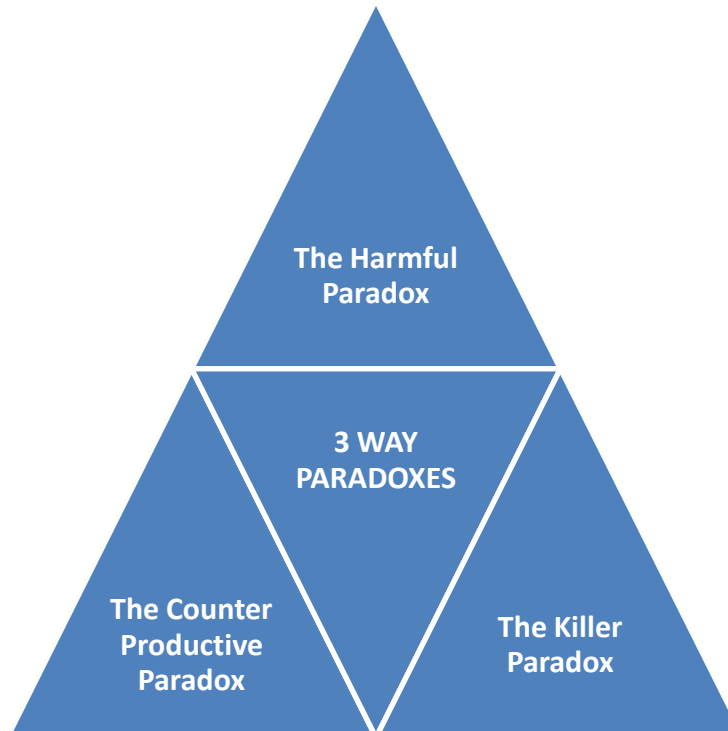 The Harmful
Paradox
3 WAY
PARADOXES
The Counter
Productive
Paradox
The Killer
Paradox